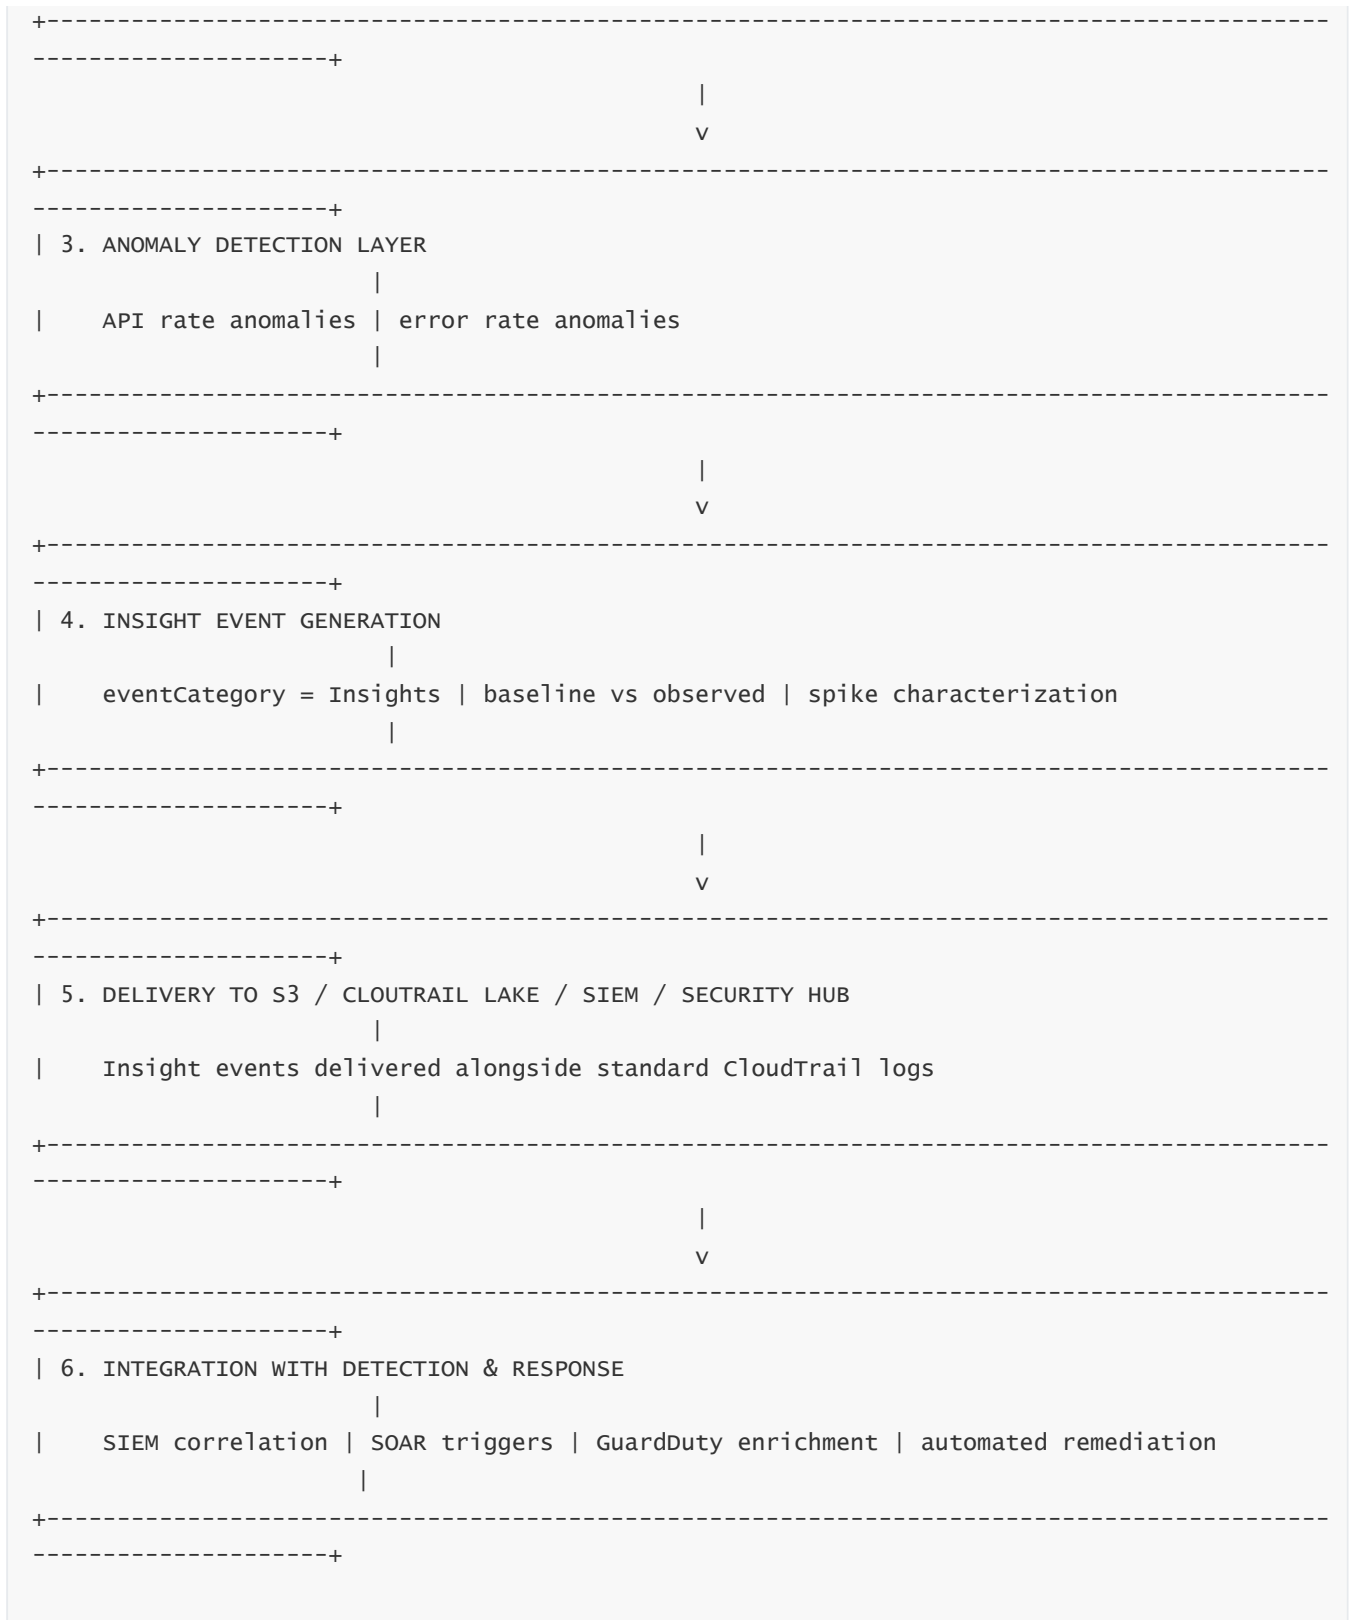 +-------------------------------------------------------------------------------------------
---------------------+
|
v
+-------------------------------------------------------------------------------------------
---------------------+
| 3. ANOMALY DETECTION LAYER
|
|    API rate anomalies | error rate anomalies
|
+-------------------------------------------------------------------------------------------
---------------------+
|
v
+-------------------------------------------------------------------------------------------
---------------------+
| 4. INSIGHT EVENT GENERATION
|
|    eventCategory = Insights | baseline vs observed | spike characterization
|
+-------------------------------------------------------------------------------------------
---------------------+
|
v
+-------------------------------------------------------------------------------------------
---------------------+
| 5. DELIVERY TO S3 / CLOUTRAIL LAKE / SIEM / SECURITY HUB
|
|    Insight events delivered alongside standard CloudTrail logs
|
+-------------------------------------------------------------------------------------------
---------------------+
|
v
+-------------------------------------------------------------------------------------------
---------------------+
| 6. INTEGRATION WITH DETECTION & RESPONSE
|
|    SIEM correlation | SOAR triggers | GuardDuty enrichment | automated remediation
|
+-------------------------------------------------------------------------------------------
---------------------+